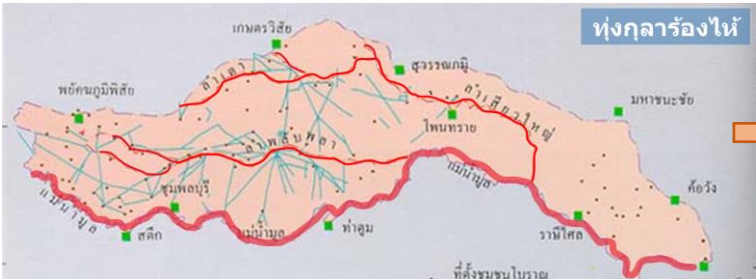 ทุ่งกุลาร้องไห้
เกษตรวิสัย
สุวรรณภูมิ
พยัคฆภูมิพิสัย
ลำเตา
ลำเสียวใหญ่
มหาชนะชัย
โพนทราย
ลำพลับพลา
แม่น้ำมูล
ชุมพลบุรี
ค้อวัง
แม่น้ำมูล
สตึก
แม่น้ำมูล
ท่าตูม
ราษีไศล
ที่ตั้งชุมชนโบราณ